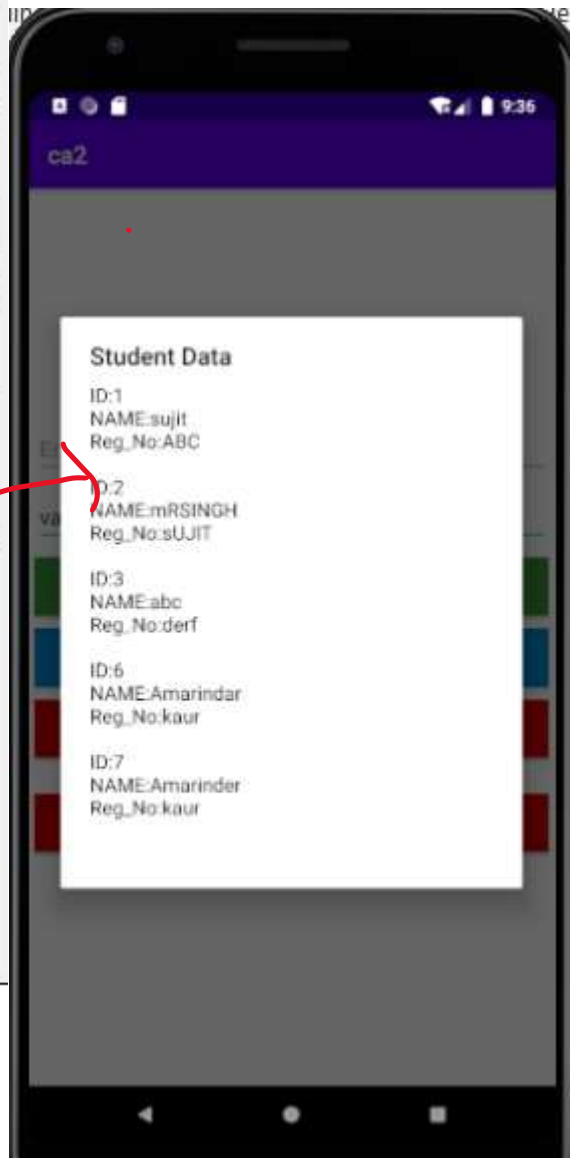 9:36
ca2
Student Data
ID:1
NAME:sujit
Reg_No:ABC
ID:2
NAME:mRSINGH
Reg_No:sUJIT
ID:3
NAME:abc
Reg_No:derf
ID:6
NAME:Amarindar
Reg_No:kaur
ID:7
NAME:Amarinder
Reg_No:kaur